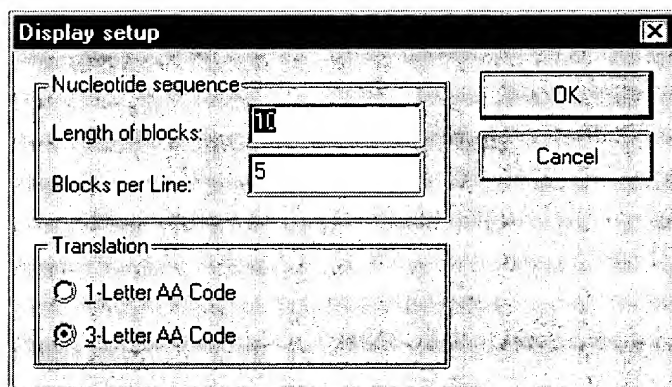 Display setup
Nucleotide sequence
Length of blocks:
10
Blocks per Line:
5
OK
Cancel
Translation
1-Letter AA Code
3-Letter AA Code